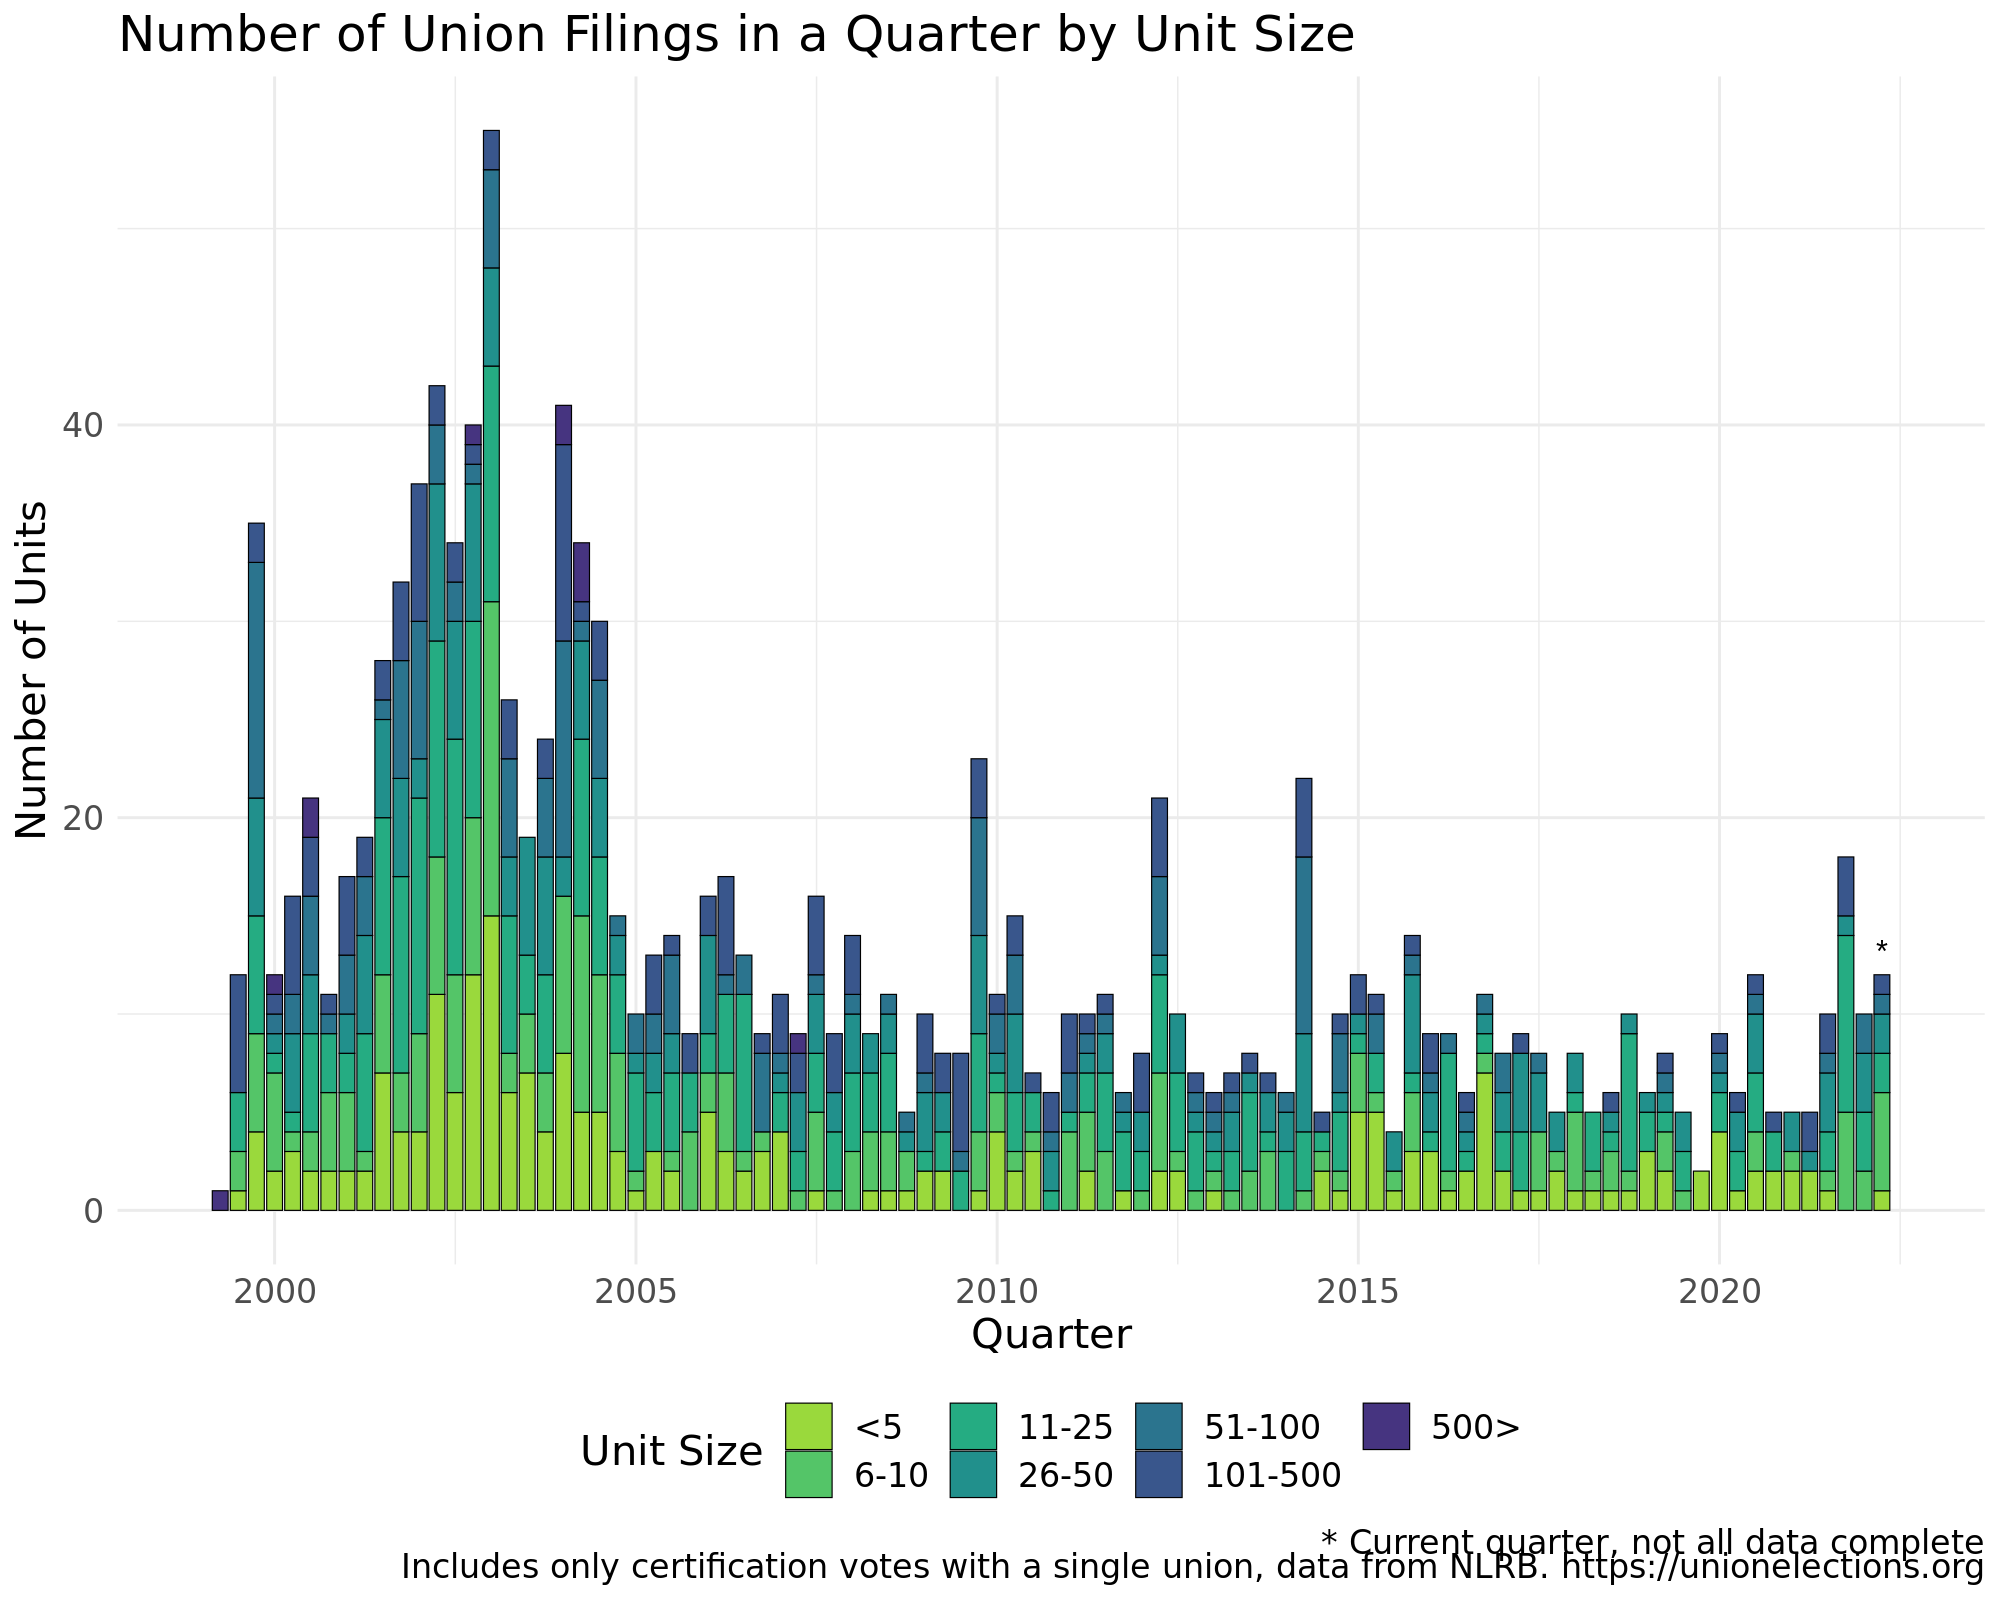 Number of Union Filings in a Quarter by Unit Size
Number of Units
40
20
0
*
2000 2005 2010 2015 2020
Quarter
Unit Size
<5 11-25 51-100 500>
6-10 26-50 101-500
* Current quarter, not all data complete
Includes only certification votes with a single union, data from NLRB. https://unionelections.org